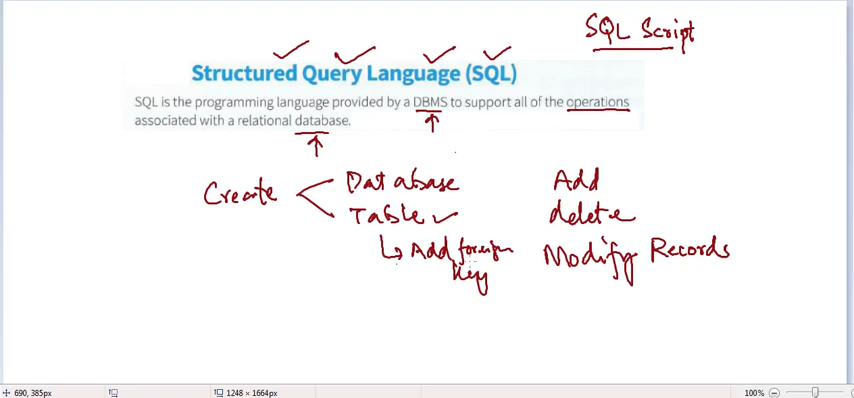 SQL Script
Structured Query Language (SQL)
SQL is the programming language provided by a DBMS to support all of the operations
associated with a relational database.
Create
Database
Table
Add foreign
key
Add
delete
Modify Records
690, 385px
1248 × 1664px
100%